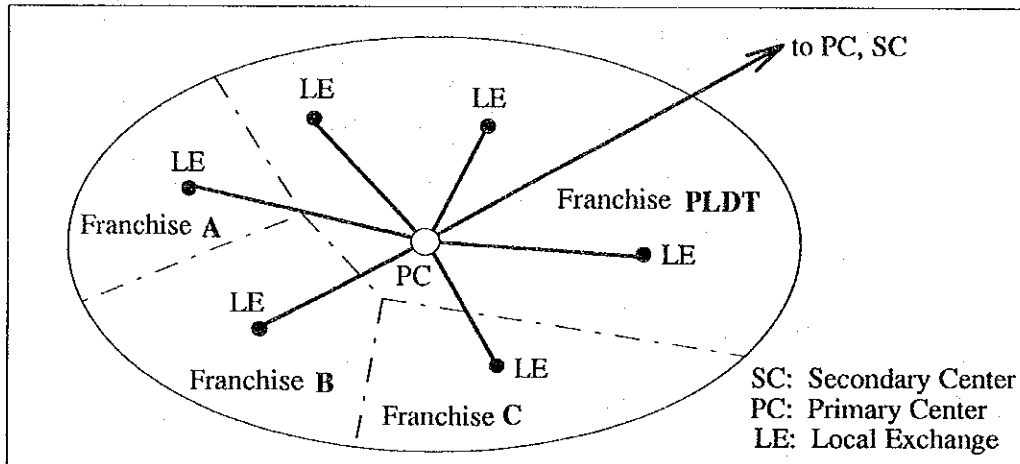 to PC, SC
LE
LE
LE
Franchise PLDT
Franchise A
PC
LE
LE
LE
Franchise B
Franchise C
SC: Secondary Center
PC: Primary Center
LE: Local Exchange